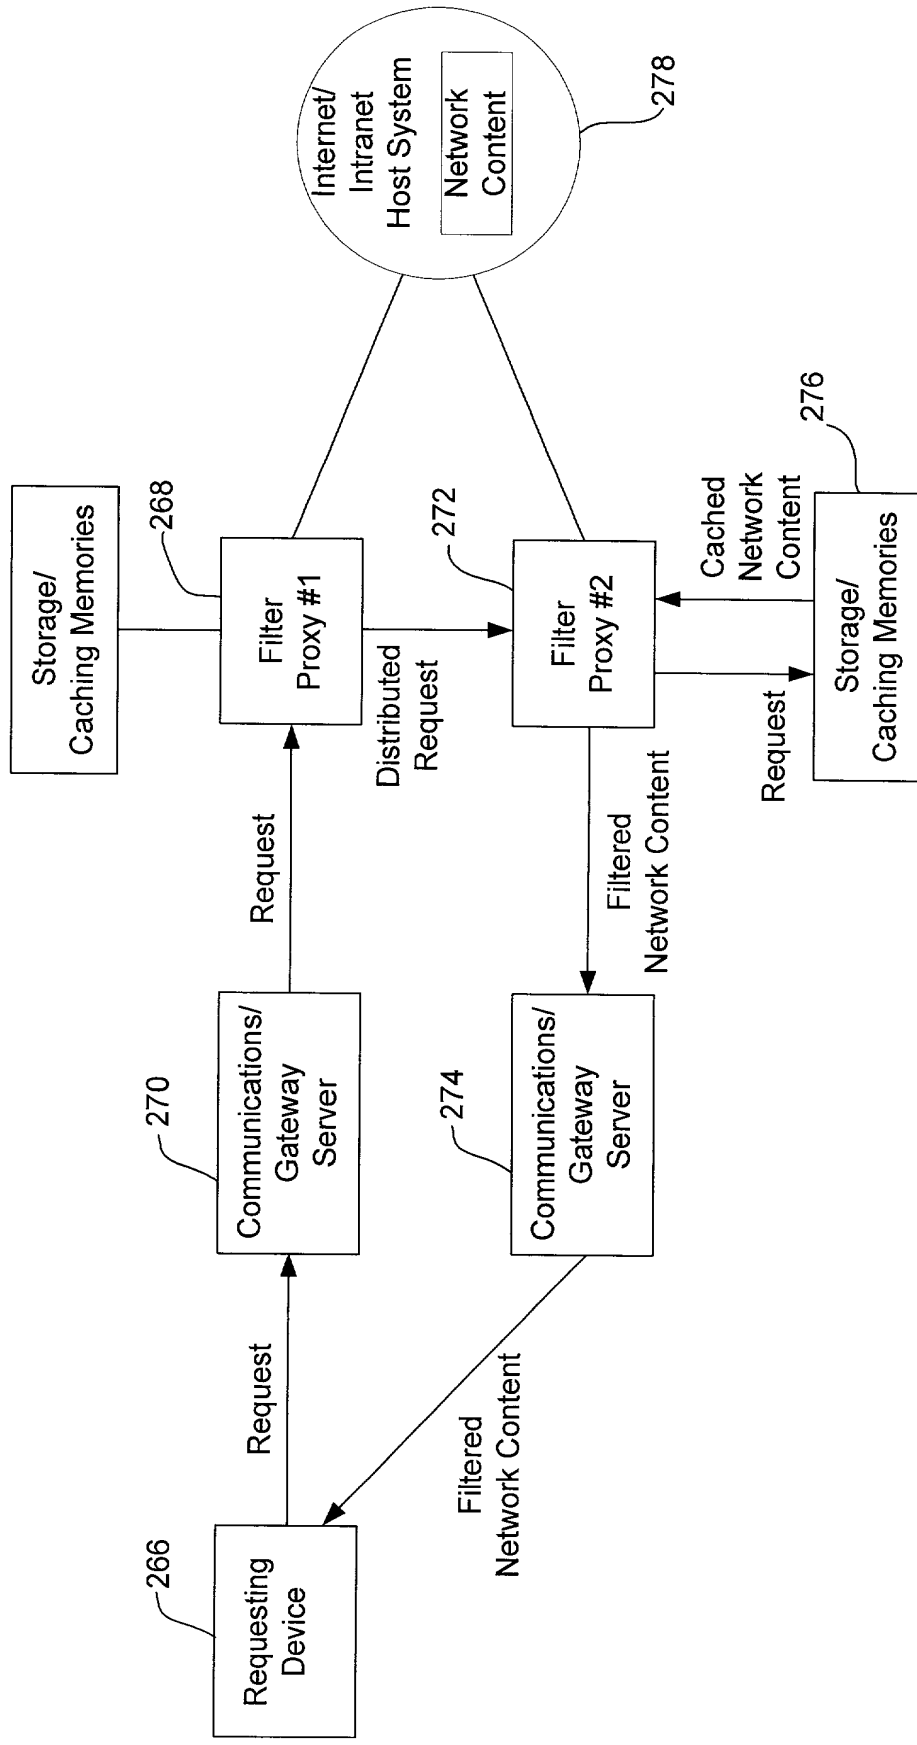 Storage/
Caching Memories
268
Filter
Proxy #1
Internet/
Intranet
Host System
Network
Content
278
Request
270
Communications/
Gateway
Server
Request
266
Requesting
Device
Distributed
Request
272
Filter
Proxy #2
Filtered
Network Content
274
Communications/
Gateway
Server
Filtered
Network Content
Cached
Network
Content
Request
276
Storage/
Caching Memories